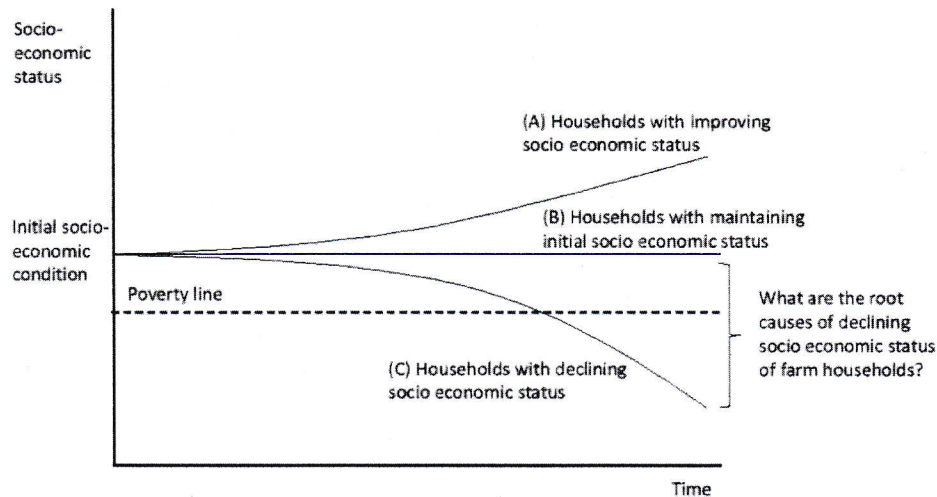 Socio-
economic
status
(A) Households with improving
socio economic status
Initial socio-
economic
condition
(B) Households with maintaining
initial socio economic status
Poverty line
What are the root
causes of declining
socio economic status
of farm households?
(C) Households with declining
socio economic status
Time